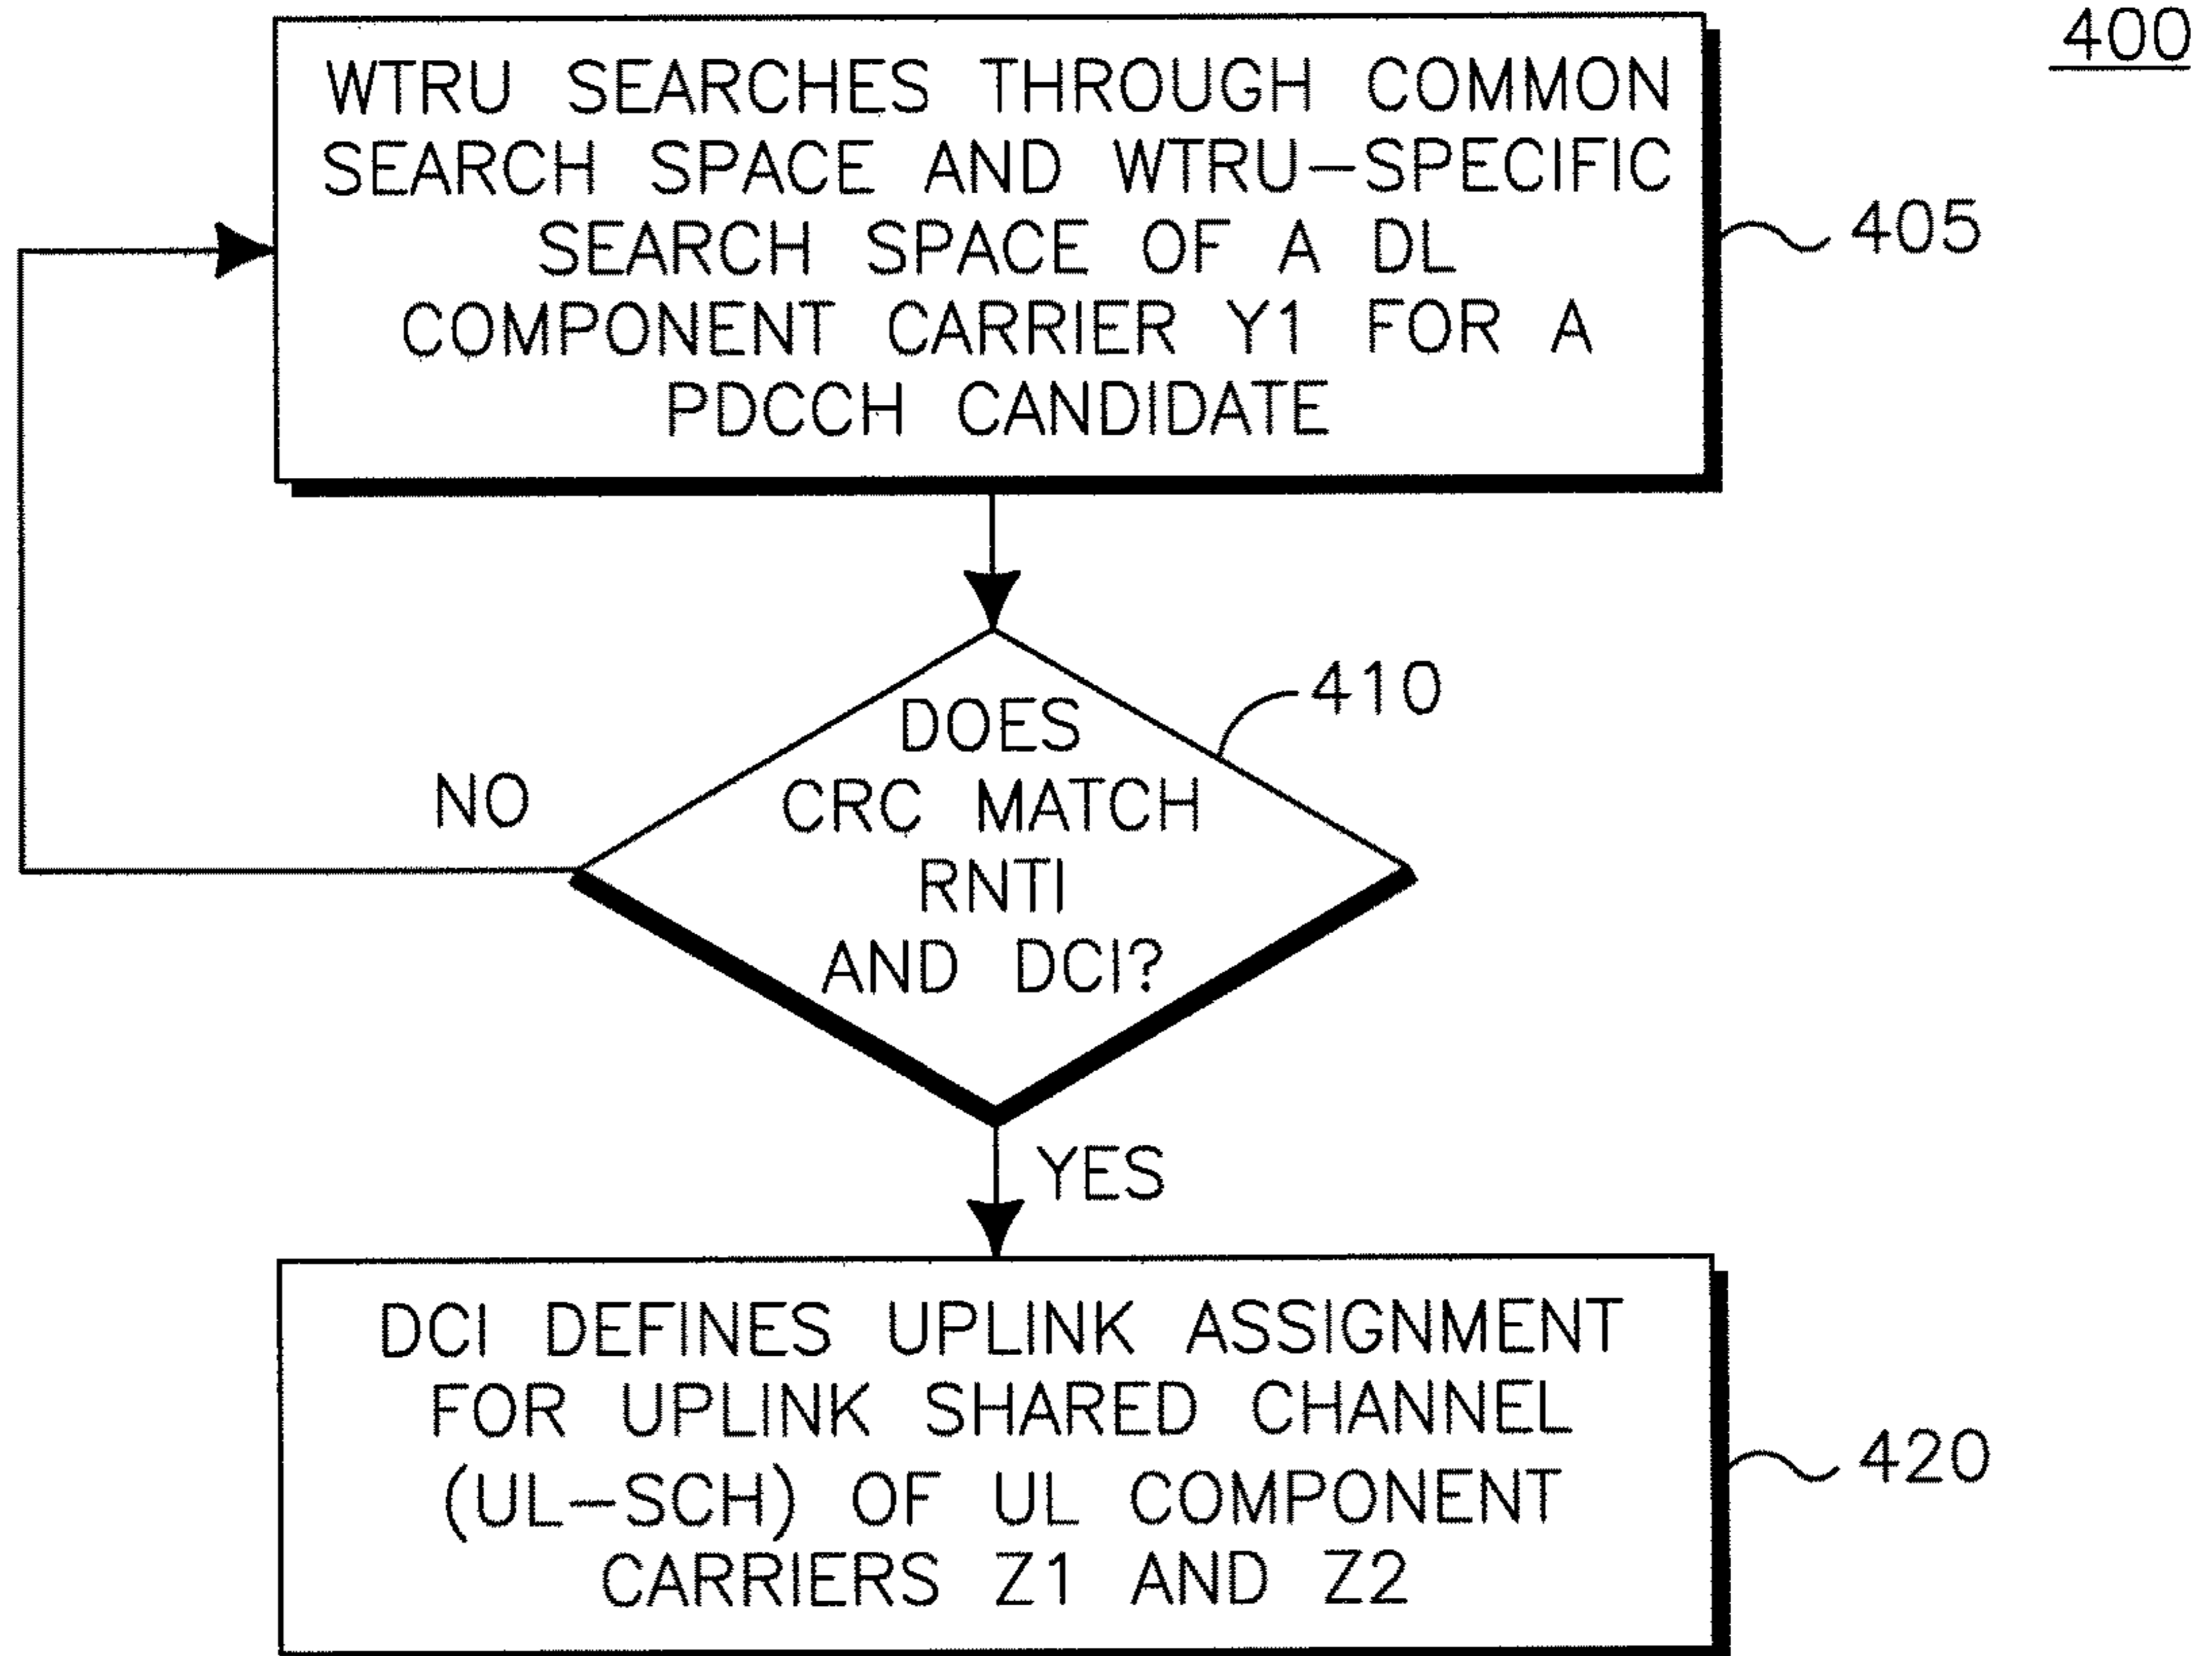 400
WTRU SEARCHES THROUGH COMMON
SEARCH SPACE AND WTRU-SPECIFIC
SEARCH SPACE OF A DL
COMPONENT CARRIER Y1 FOR A
PDCCH CANDIDATE
405
DOES
CRC MATCH
RNTI
AND DCI?
410
NO
YES
DCI DEFINES UPLINK ASSIGNMENT
FOR UPLINK SHARED CHANNEL
(UL-SCH) OF UL COMPONENT
CARRIERS Z1 AND Z2
420